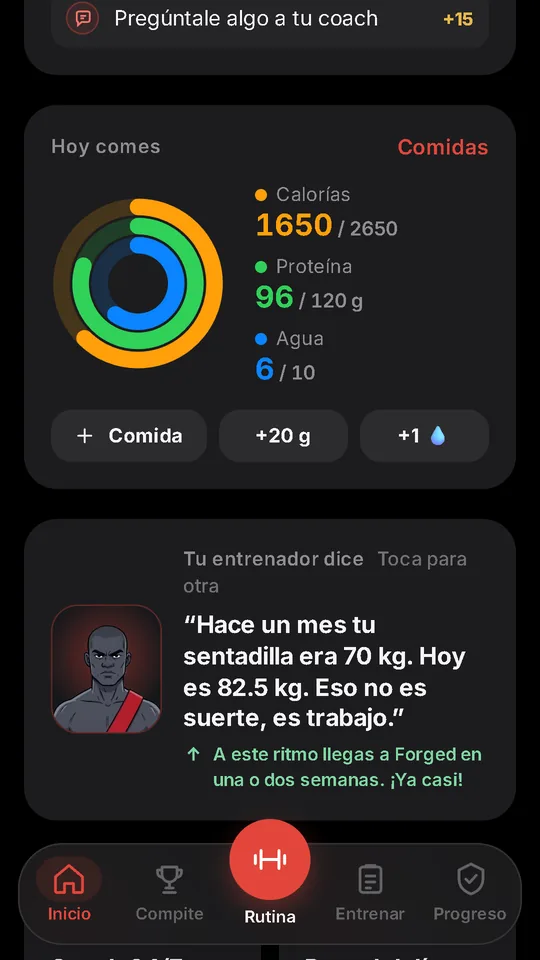 Pregúntale algo a tu coach +15
Hoy comes Comidas
Calorías
1650 / 2650
Proteína
96 / 120 g
Agua
6 / 10
+ Comida +20 g +1
Tu entrenador dice Toca para
otra
“Hace un mes tu
sentadilla era 70 kg. Hoy
es 82.5 kg. Eso no es
suerte, es trabajo.”
↑ A este ritmo llegas a Forged en
una o dos semanas. ¡Ya casi!
Inicio Compite Rutina Entrenar Progreso